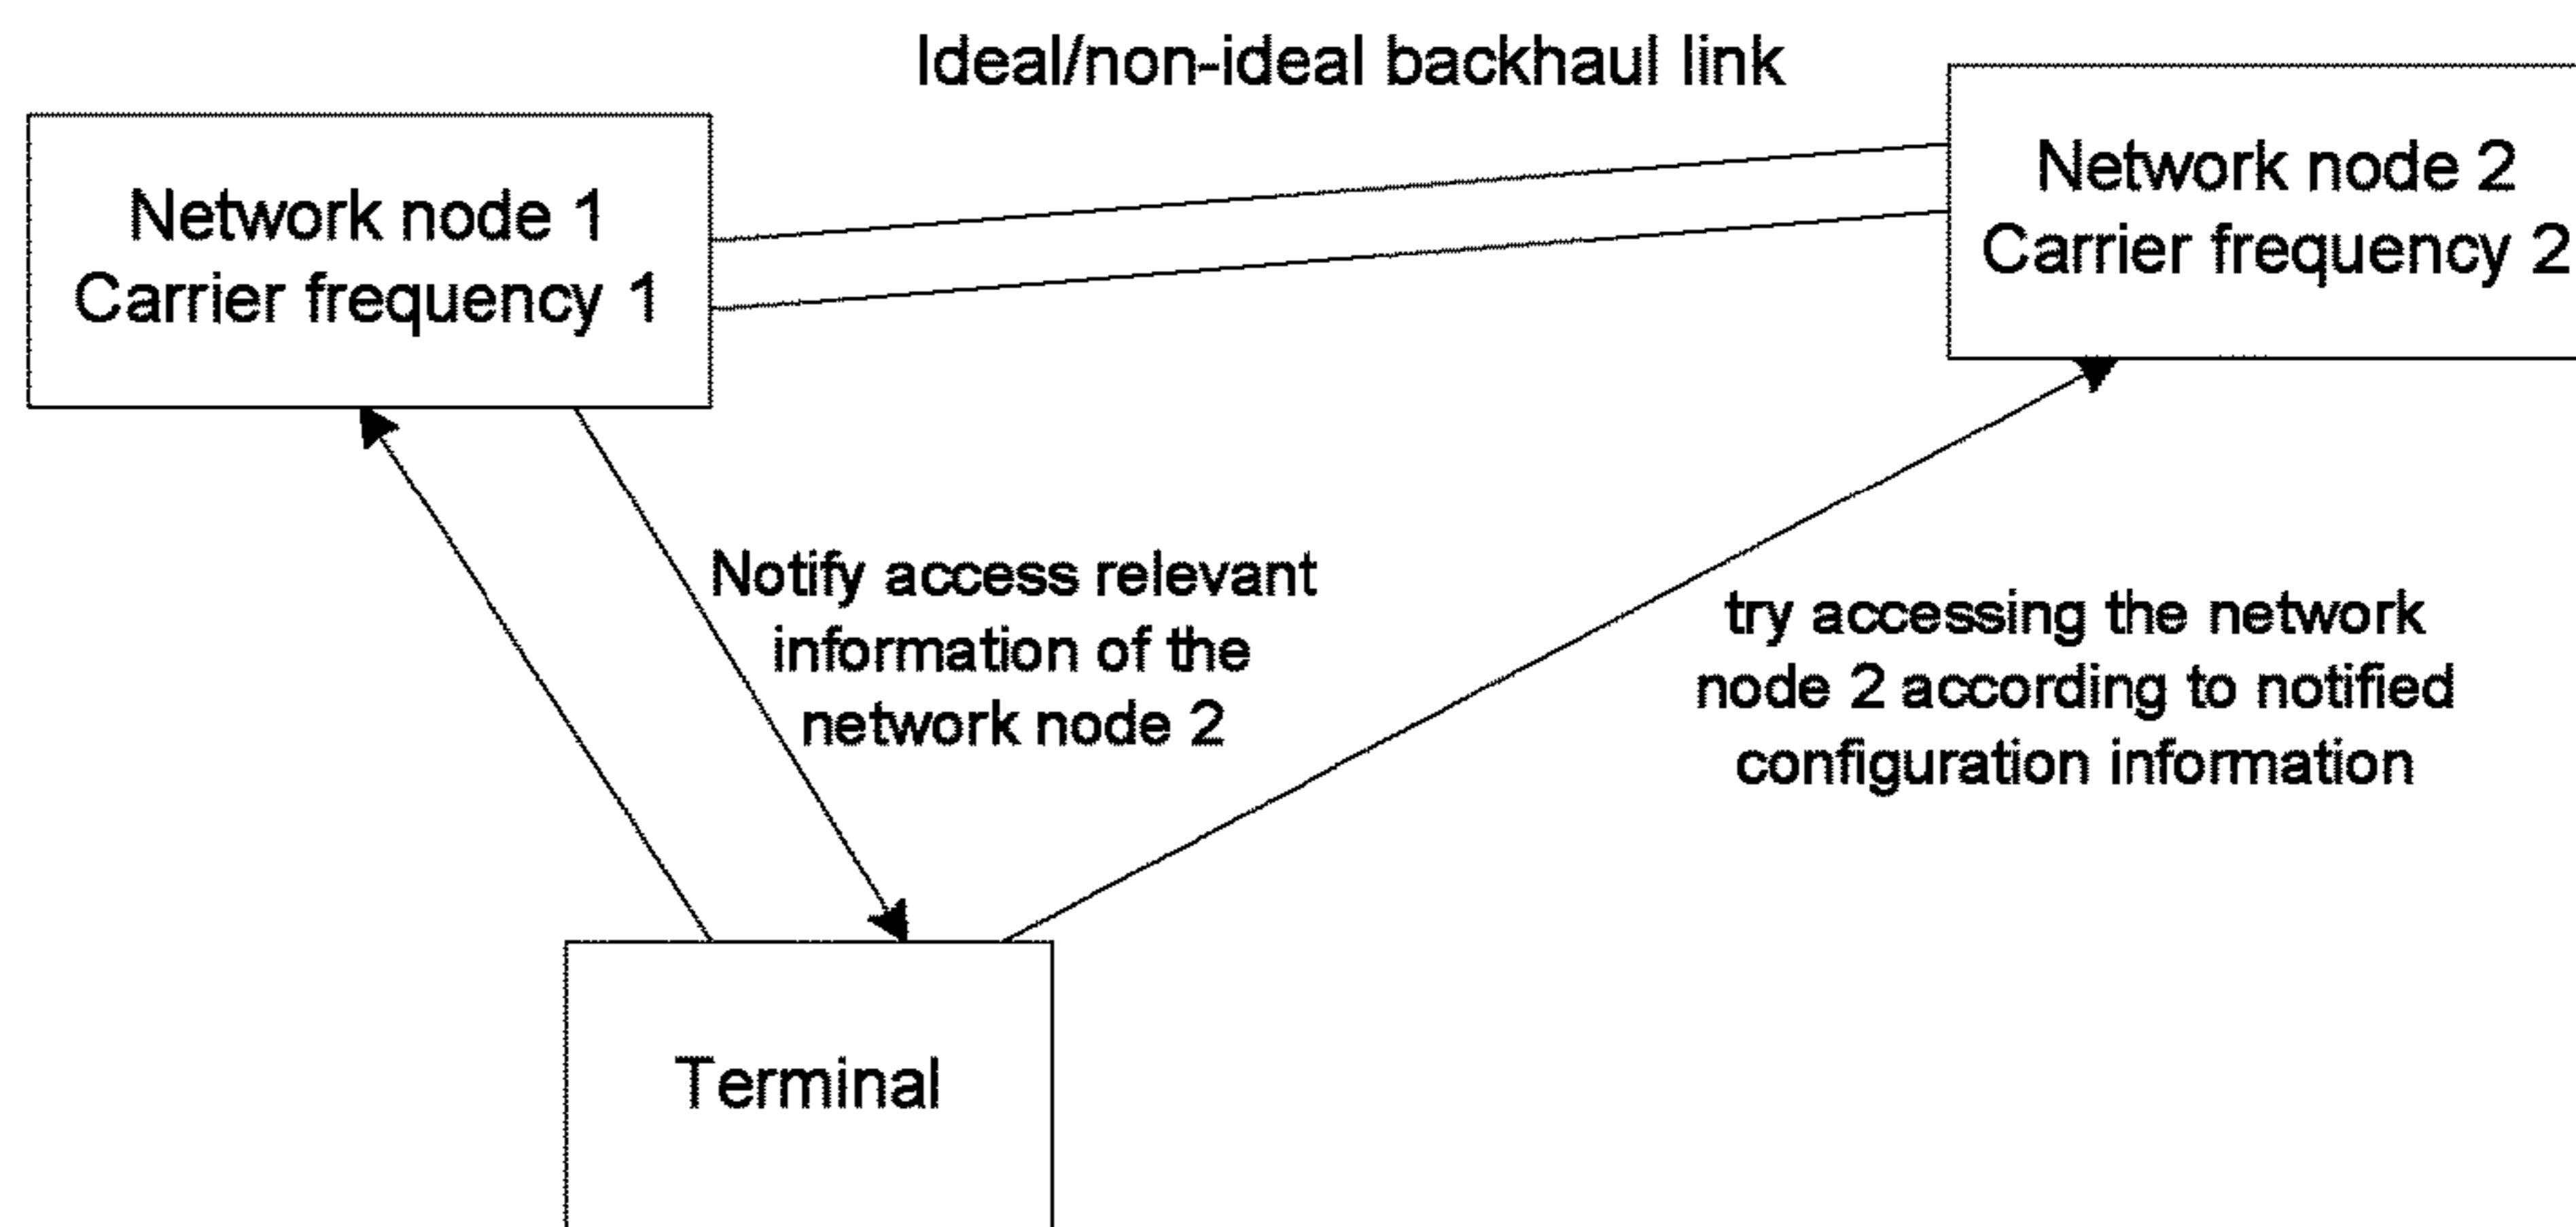 Ideal/non-ideal backhaul link
Network node 1
Carrier frequency 1
Network node 2
Carrier frequency 2
Notify access relevant
information of the
network node 2
try accessing the network
node 2 according to notified
configuration information
Terminal